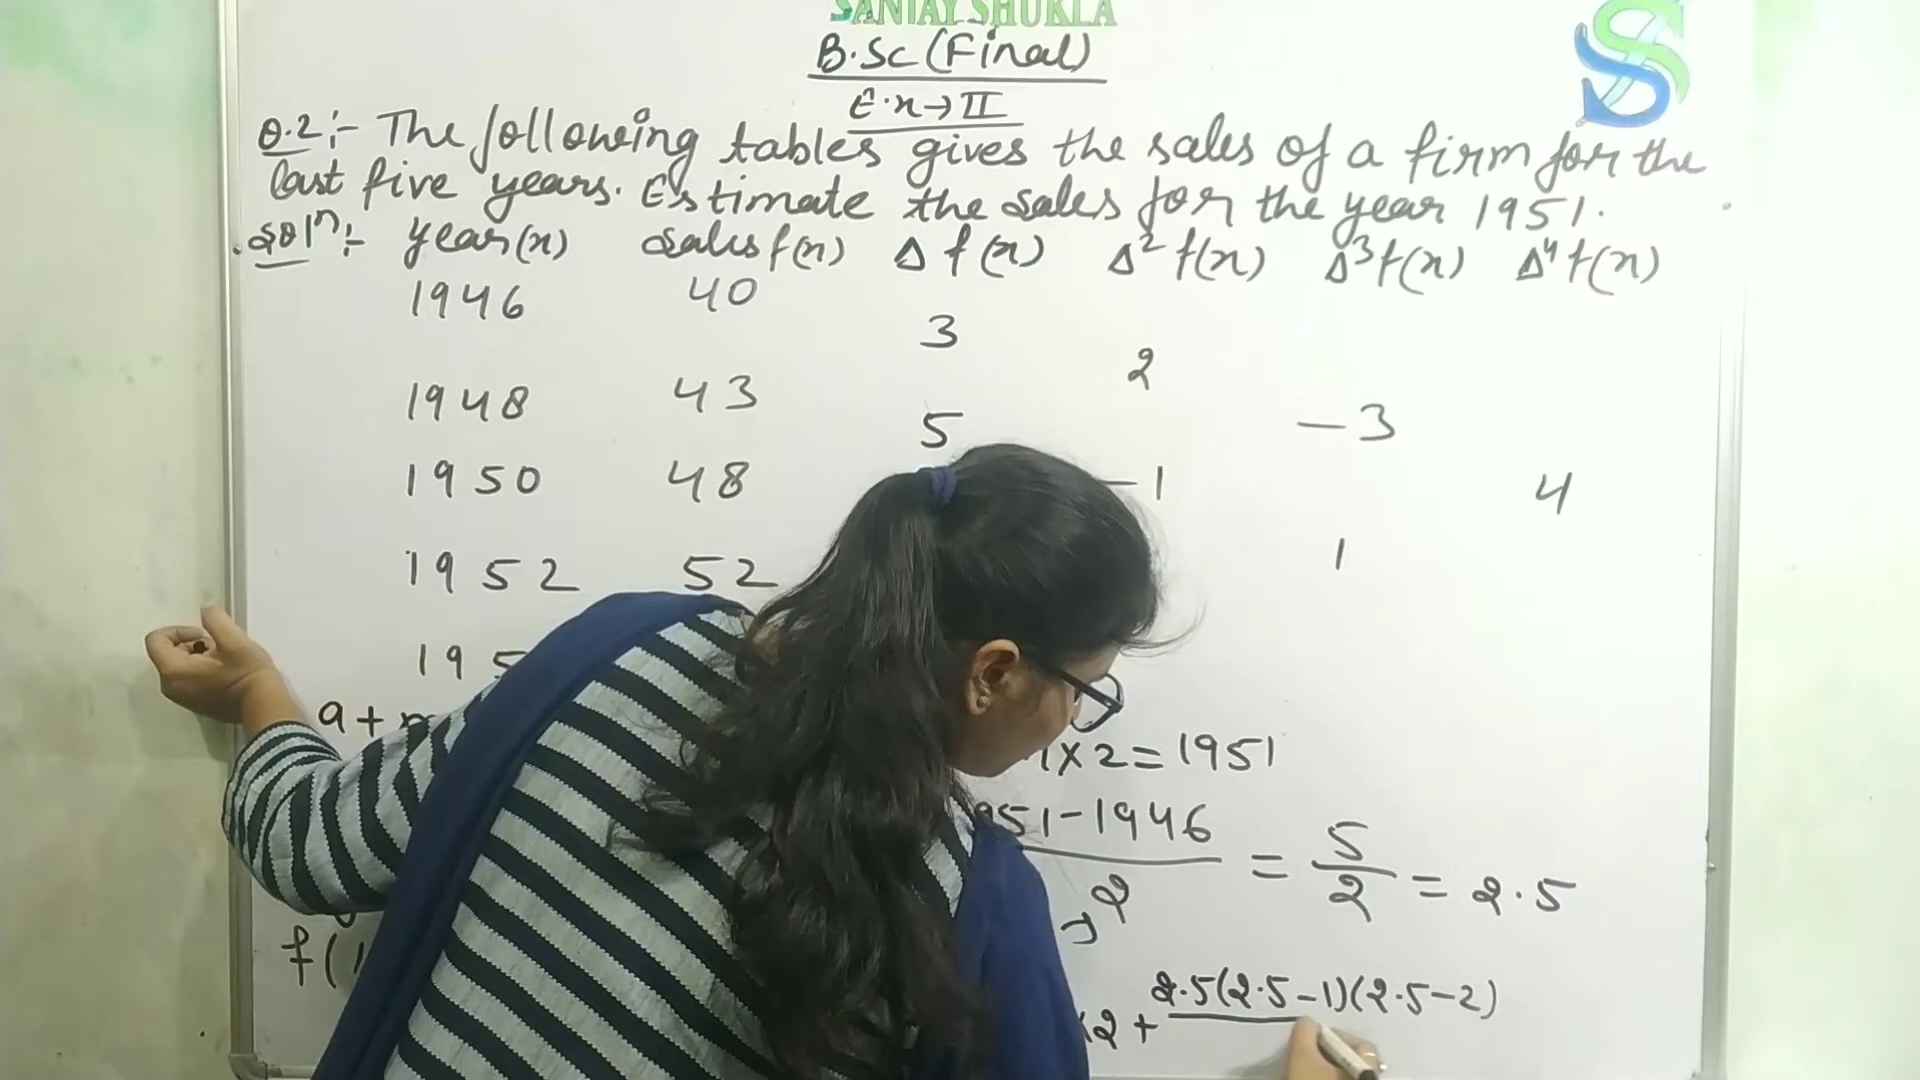 SANJAY SHUKLA
B.Sc (Final)
E.x → II
Q.2:- The following tables gives the sales of a firm for the
last five years. Estimate the sales for the year 1951.
Solⁿ:- year(x) sales f(x) Δ f(x) Δ² f(x) Δ³ f(x) Δ⁴ f(x)
1946 40
3
2
1948 43
-3
5
1950 48 -1 4
1
1952 52
195
a+n
n×2=1951
951-1946 / 2 = 5/2 = 2.5
f(1
×2 + 2.5(2.5-1)(2.5-2)